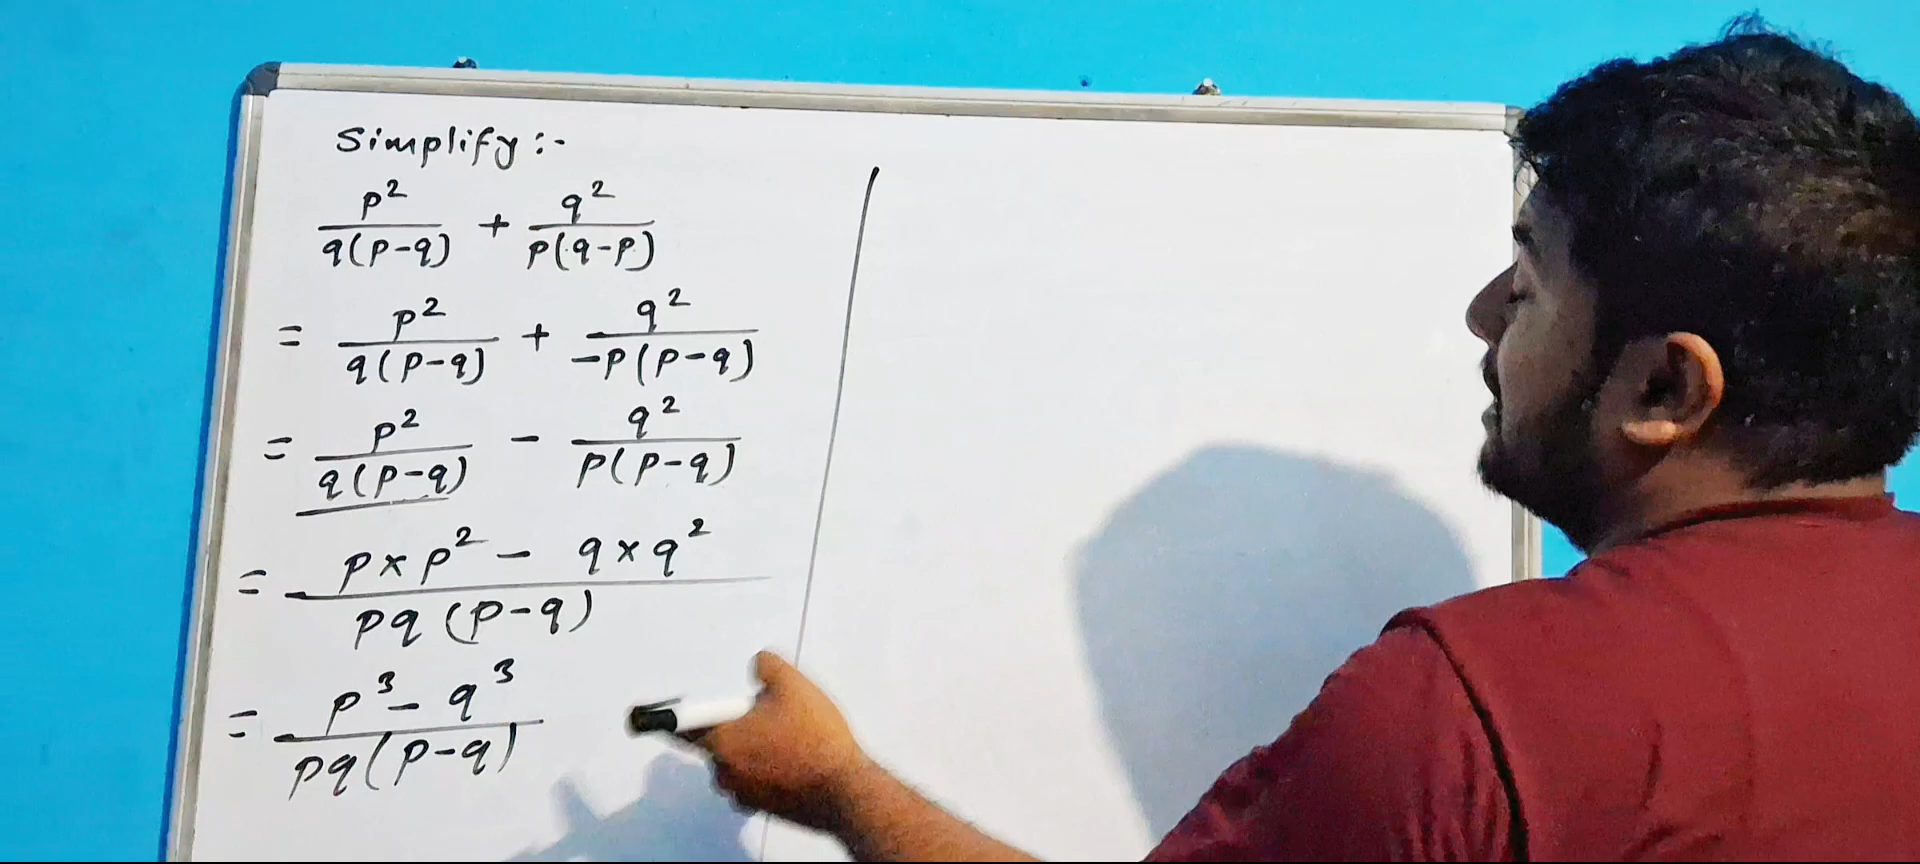 Simplify :-
p²/q(p-q) + q²/p(q-p)
= p²/q(p-q) + q²/-p(p-q)
= p²/q(p-q) - q²/p(p-q)
= p×p² - q×q²/pq(p-q)
= p³-q³/pq(p-q)